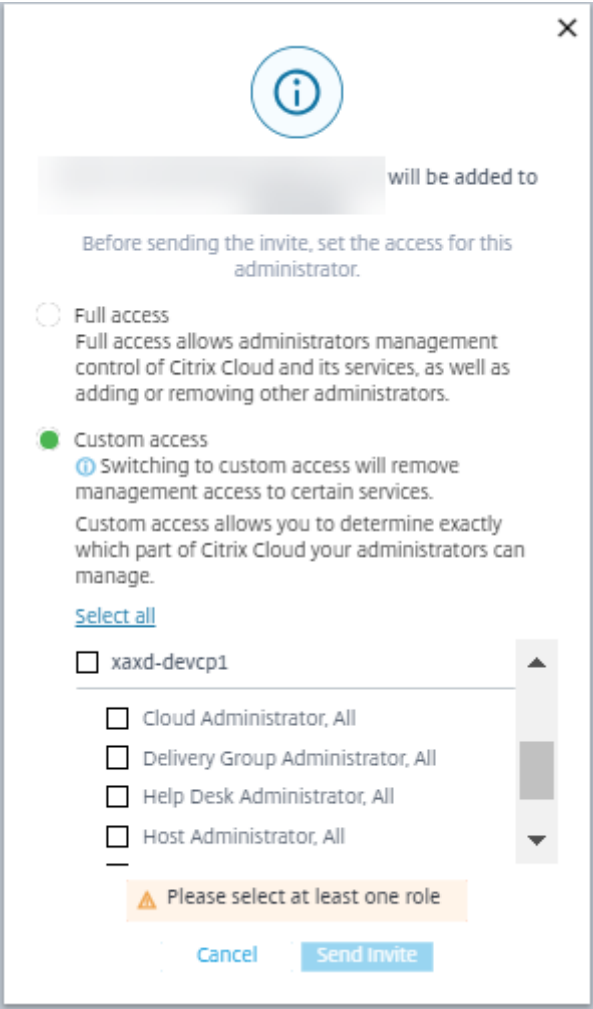 will be added to
Before sending the invite, set the access for this
administrator.
Full access
Full access allows administrators management
control of Citrix Cloud and its services, as well as
adding or removing other administrators.
Custom access
Switching to custom access will remove
management access to certain services.
Custom access allows you to determine exactly
which part of Citrix Cloud your administrators can
manage.
Select all
xaxd-devcp1
Cloud Administrator, All
Delivery Group Administrator, All
Help Desk Administrator, All
Host Administrator, All
Please select at least one role
Cancel Send Invite